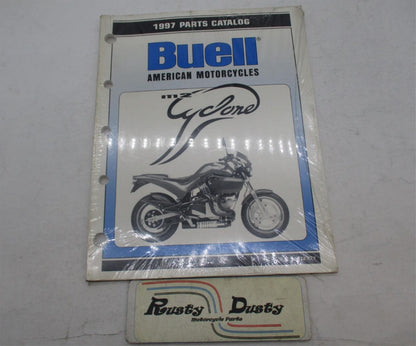 1997 PARTS CATALOG
Buell
AMERICAN MOTORCYCLES
m2
Cyclone
Rusty Dusty
Motorcycle Parts